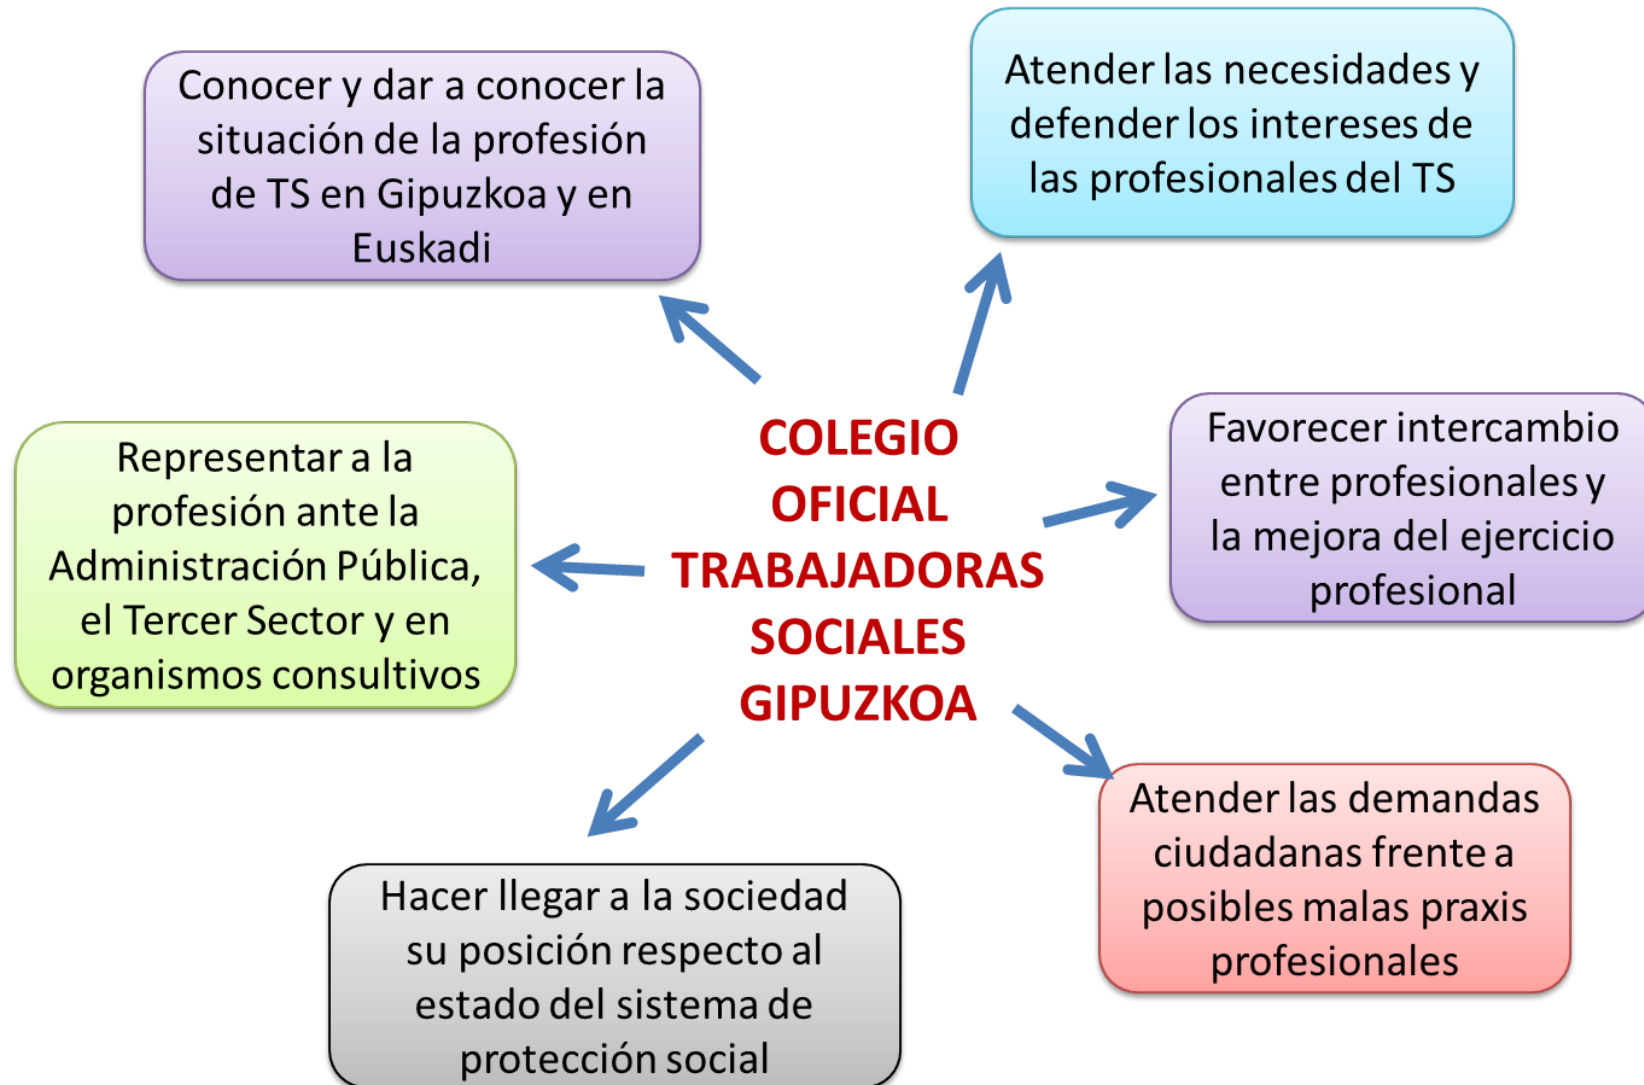 Conocer y dar a conocer la
situación de la profesión
de TS en Gipuzkoa y en
Euskadi
Atender las necesidades y
defender los intereses de
las profesionales del TS
COLEGIO
OFICIAL
TRABAJADORAS
SOCIALES
GIPUZKOA
Representar a la
profesión ante la
Administración Pública,
el Tercer Sector y en
organismos consultivos
Favorecer intercambio
entre profesionales y
la mejora del ejercicio
profesional
Hacer llegar a la sociedad
su posición respecto al
estado del sistema de
protección social
Atender las demandas
ciudadanas frente a
posibles malas praxis
profesionales